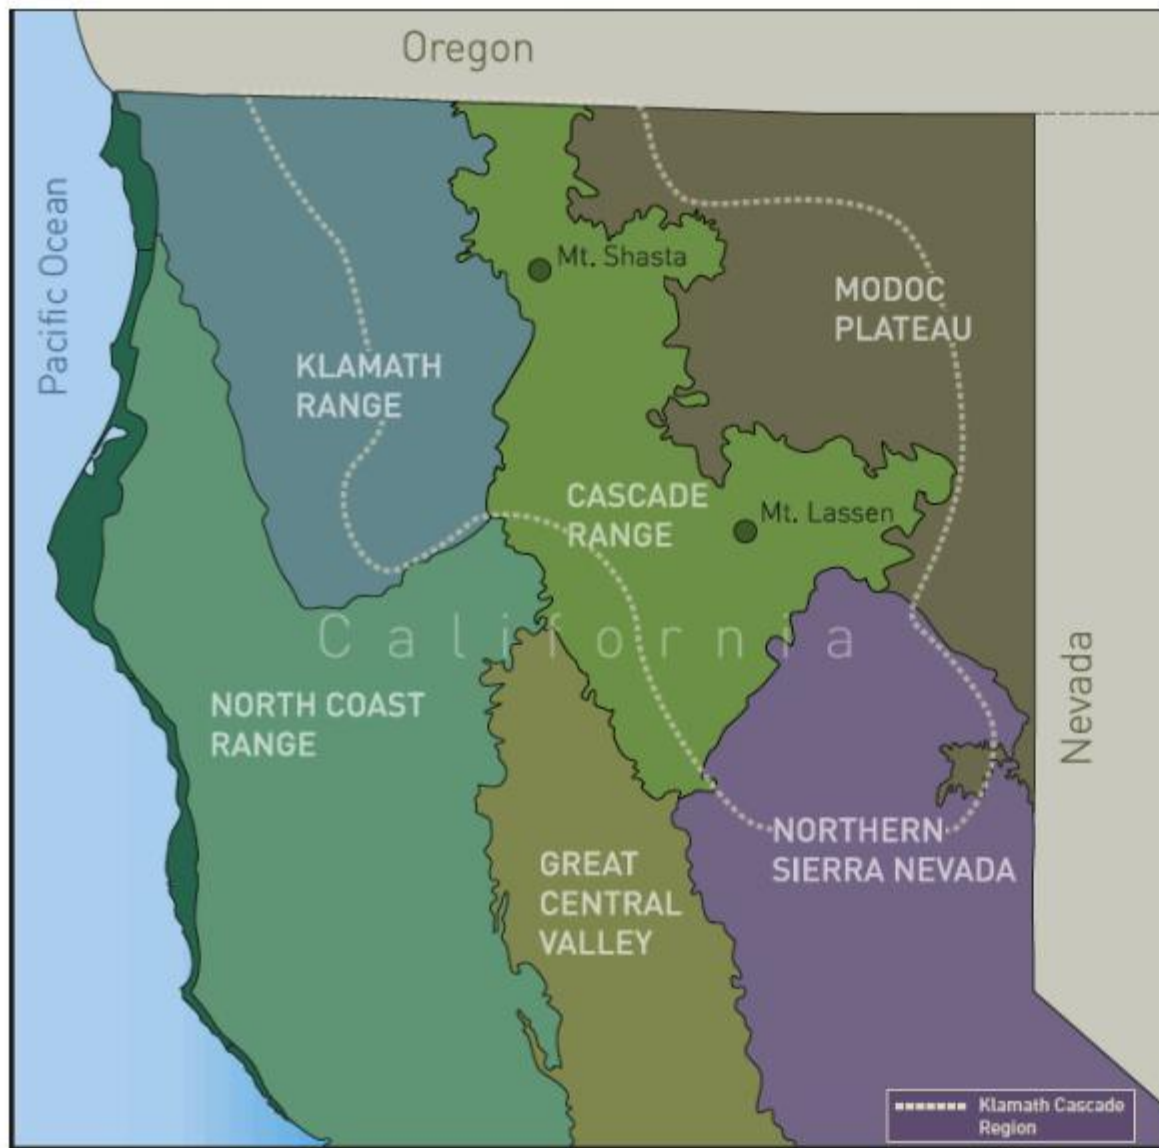 Oregon
Pacific Ocean
Mt. Shasta
MODOC
PLATEAU
KLAMATH
RANGE
CASCADE
RANGE
Mt. Lassen
California
NORTH COAST
RANGE
Nevada
NORTHERN
SIERRA NEVADA
GREAT
CENTRAL
VALLEY
Klamath Cascade
Region